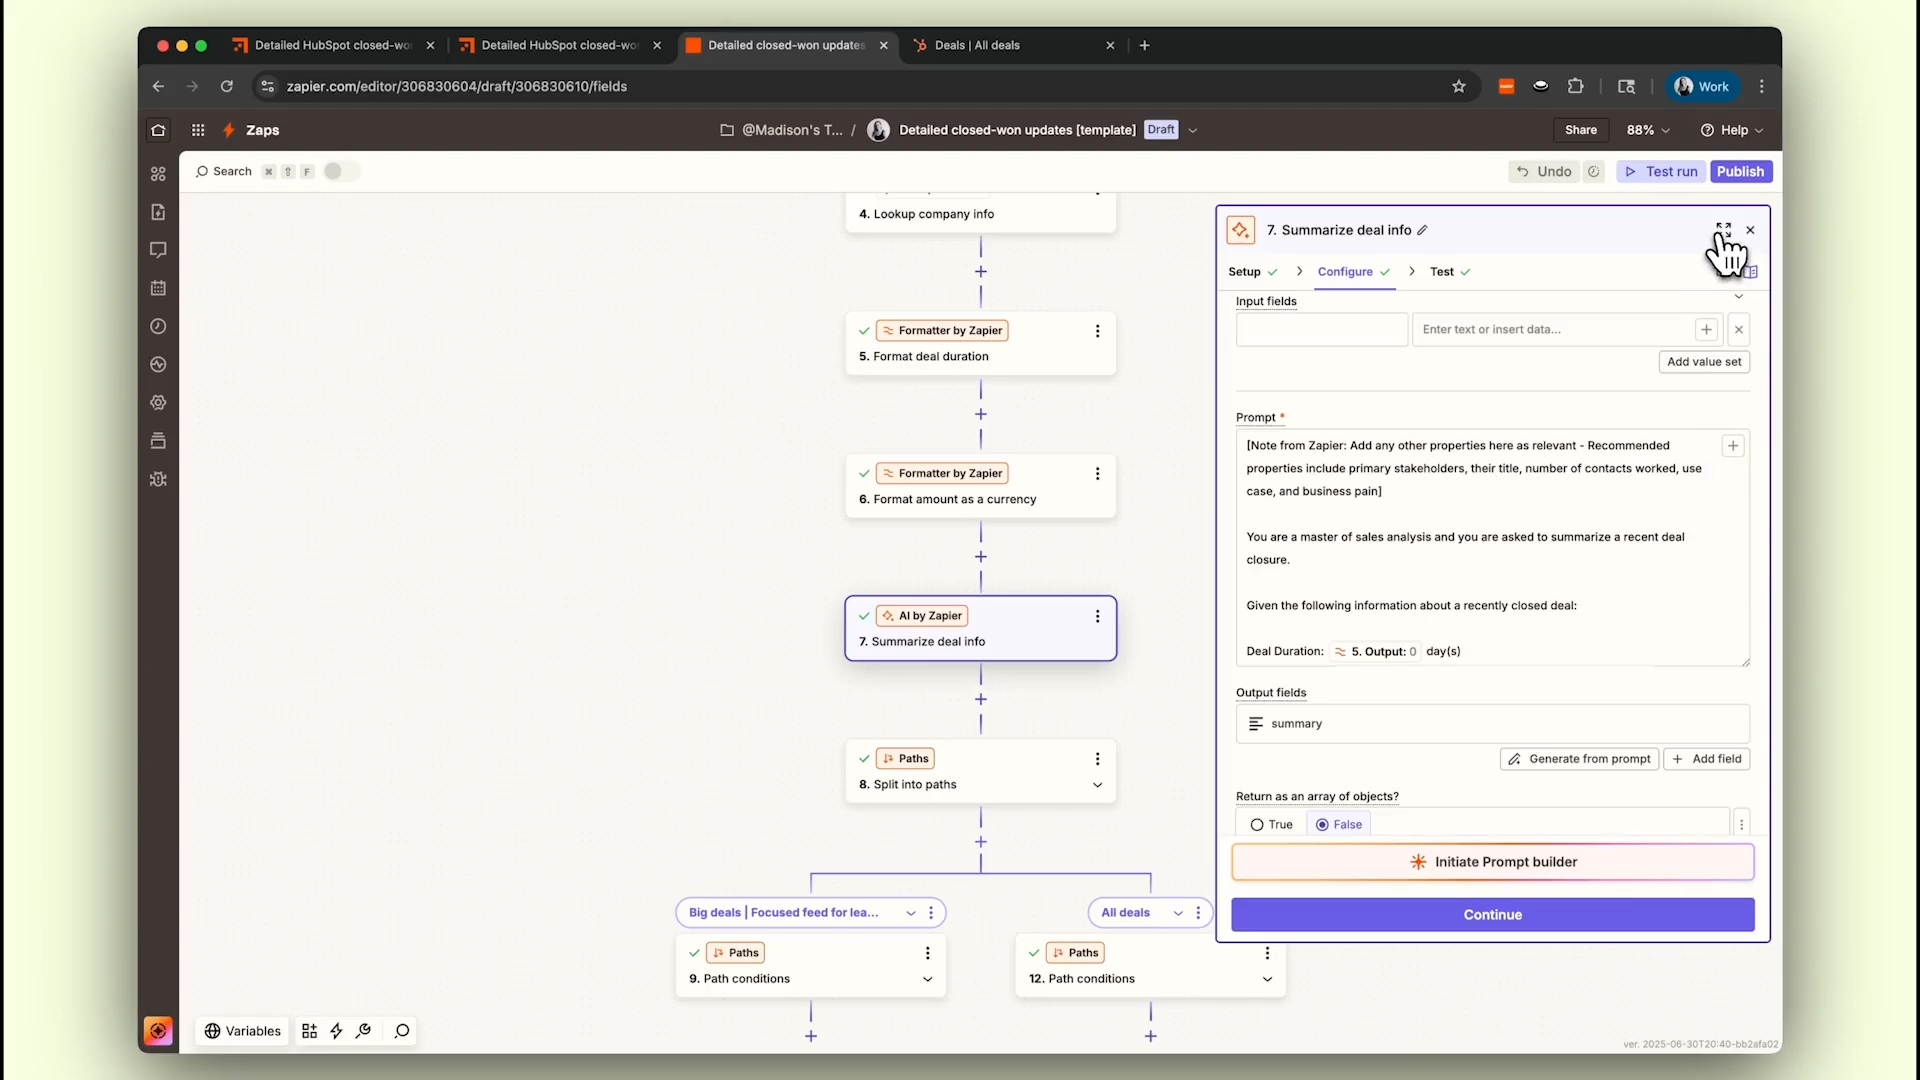 Detailed HubSpot closed-wo
Detailed HubSpot closed-wo
Detailed closed-won updates
Deals | All deals
zapier.com/editor/306830604/draft/306830610/fields
Work
Zaps
@Madison's T... / Detailed closed-won updates [template] Draft
Share
88%
Help
Search ⌘ ⇧ F
Undo
Test run
Publish
4. Lookup company info
Formatter by Zapier
5. Format deal duration
Formatter by Zapier
6. Format amount as a currency
AI by Zapier
7. Summarize deal info
Paths
8. Split into paths
Big deals | Focused feed for lea...
All deals
Paths
9. Path conditions
Paths
12. Path conditions
7. Summarize deal info
Setup
Configure
Test
Input fields
Enter text or insert data...
Add value set
Prompt *
[Note from Zapier: Add any other properties here as relevant - Recommended
properties include primary stakeholders, their title, number of contacts worked, use
case, and business pain]
You are a master of sales analysis and you are asked to summarize a recent deal
closure.
Given the following information about a recently closed deal:
Deal Duration: 5. Output: 0 day(s)
Output fields
summary
Generate from prompt
Add field
Return as an array of objects?
True
False
Initiate Prompt builder
Continue
Variables
ver. 2025-06-30T20:40-bb2afa02